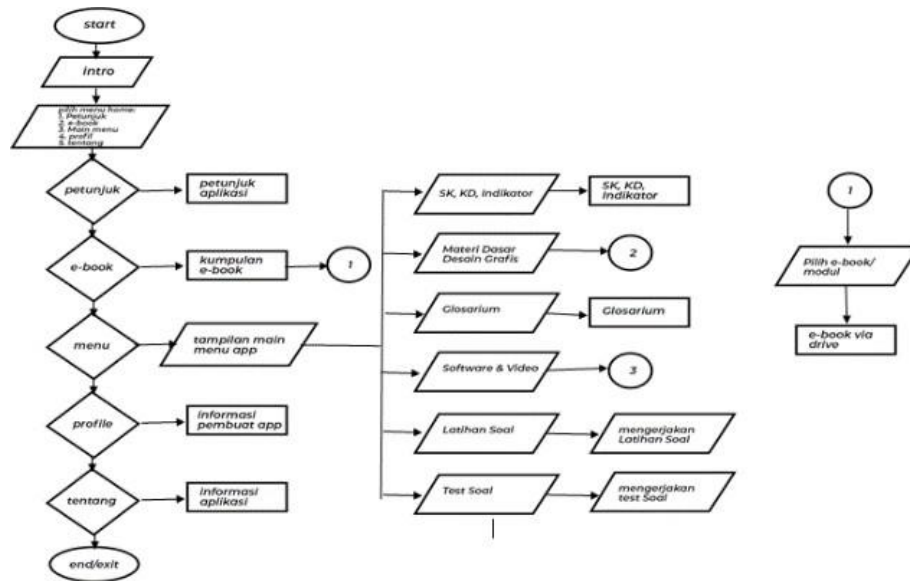 start
Intro
pilih menu home:
1. Petunjuk
2. e-book
3. Main menu
4. profil
5. tentang
petunjuk
petunjuk
aplikasi
e-book
kumpulan
e-book
1
menu
tampilan main
menu app
profile
informasi
pembuat app
tentang
informasi
aplikasi
end/exit
SK, KD, Indikator
SK, KD,
Indikator
Materi Dasar
Desain Grafis
2
Glosarium
Glosarium
Software & Video
3
Latihan Soal
mengerjakan
Latihan Soal
Test Soal
mengerjakan
test Soal
1
Pilih e-book/
modul
e-book via
drive